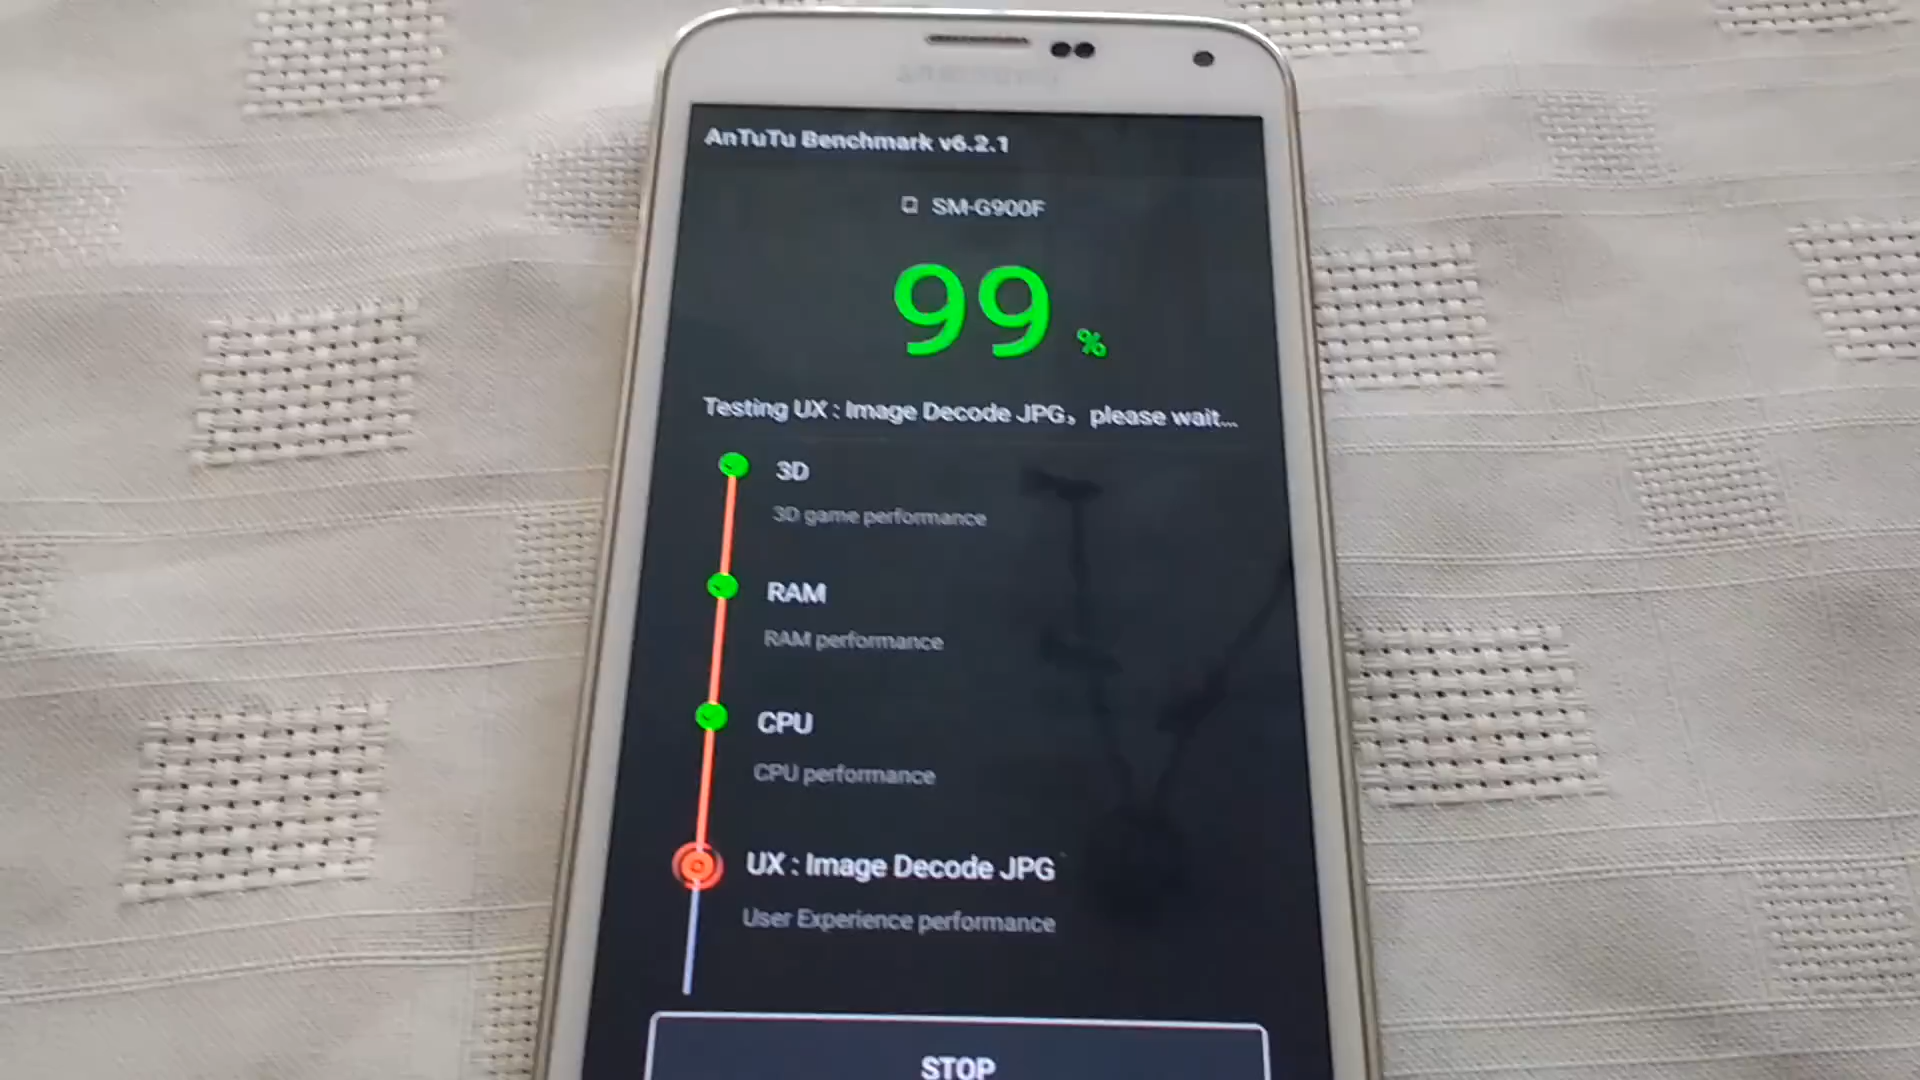 SAMSUNG
AnTuTu Benchmark v6.2.1
SM-G900F
99 %
Testing UX : Image Decode JPG， please wait...
3D
3D game performance
RAM
RAM performance
CPU
CPU performance
UX : Image Decode JPG
User Experience performance
STOP